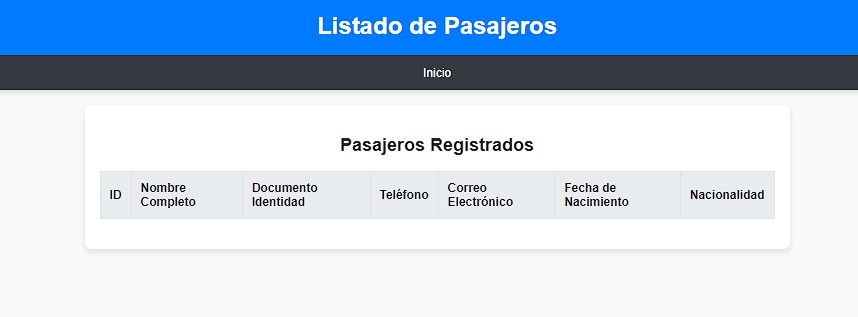 Listado de Pasajeros
Inicio
Pasajeros Registrados
ID Nombre Completo Documento Identidad Teléfono Correo Electrónico Fecha de Nacimiento Nacionalidad